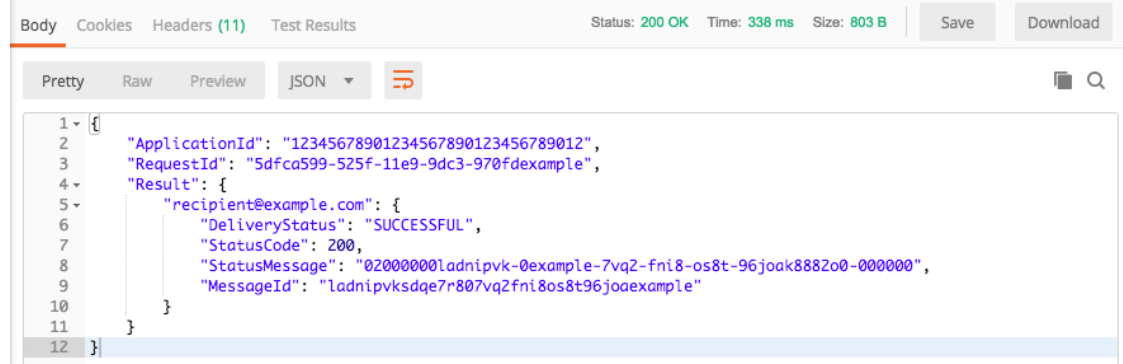 Body Cookies Headers (11) Test Results Status: 200 OK Time: 338 ms Size: 803 B Save Download
Pretty Raw Preview JSON
1 {
2 "ApplicationId": "12345678901234567890123456789012",
3 "RequestId": "5dfca599-525f-11e9-9dc3-970fdexample",
4 "Result": {
5 "recipient@example.com": {
6 "DeliveryStatus": "SUCCESSFUL",
7 "StatusCode": 200,
8 "StatusMessage": "02000000ladnipvk-0example-7vq2-fni8-os8t-96joak8882o0-000000",
9 "MessageId": "ladnipvksdqe7r807vq2fni8os8t96joaexample"
10 }
11 }
12 }